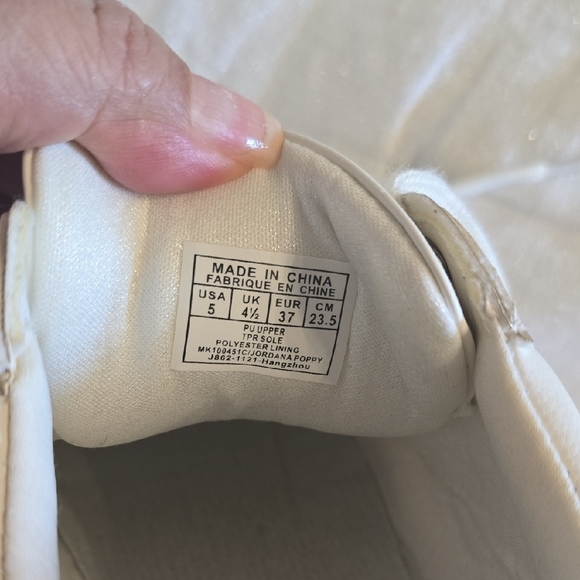 MADE IN CHINA
FABRIQUE EN CHINE
USA UK EUR CM
5 4½ 37 23.5
PU UPPER
TPR SOLE
POLYESTER LINING
MK100451C/JORDANA POPPY
J862-1121-Hangzhou